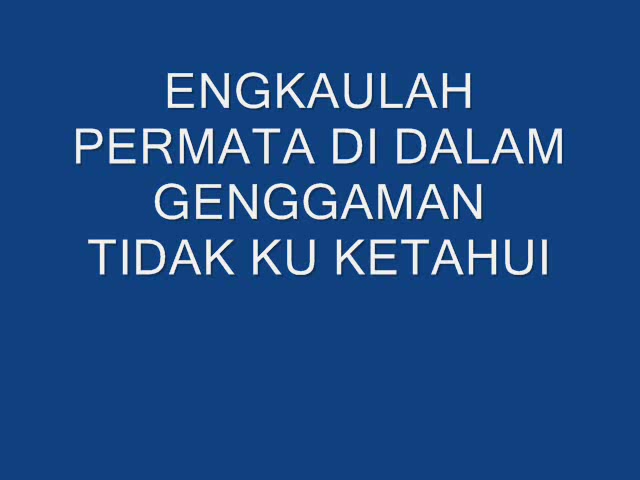 ENGKAULAH
PERMATA DI DALAM
GENGGAMAN
TIDAK KU KETAHUI